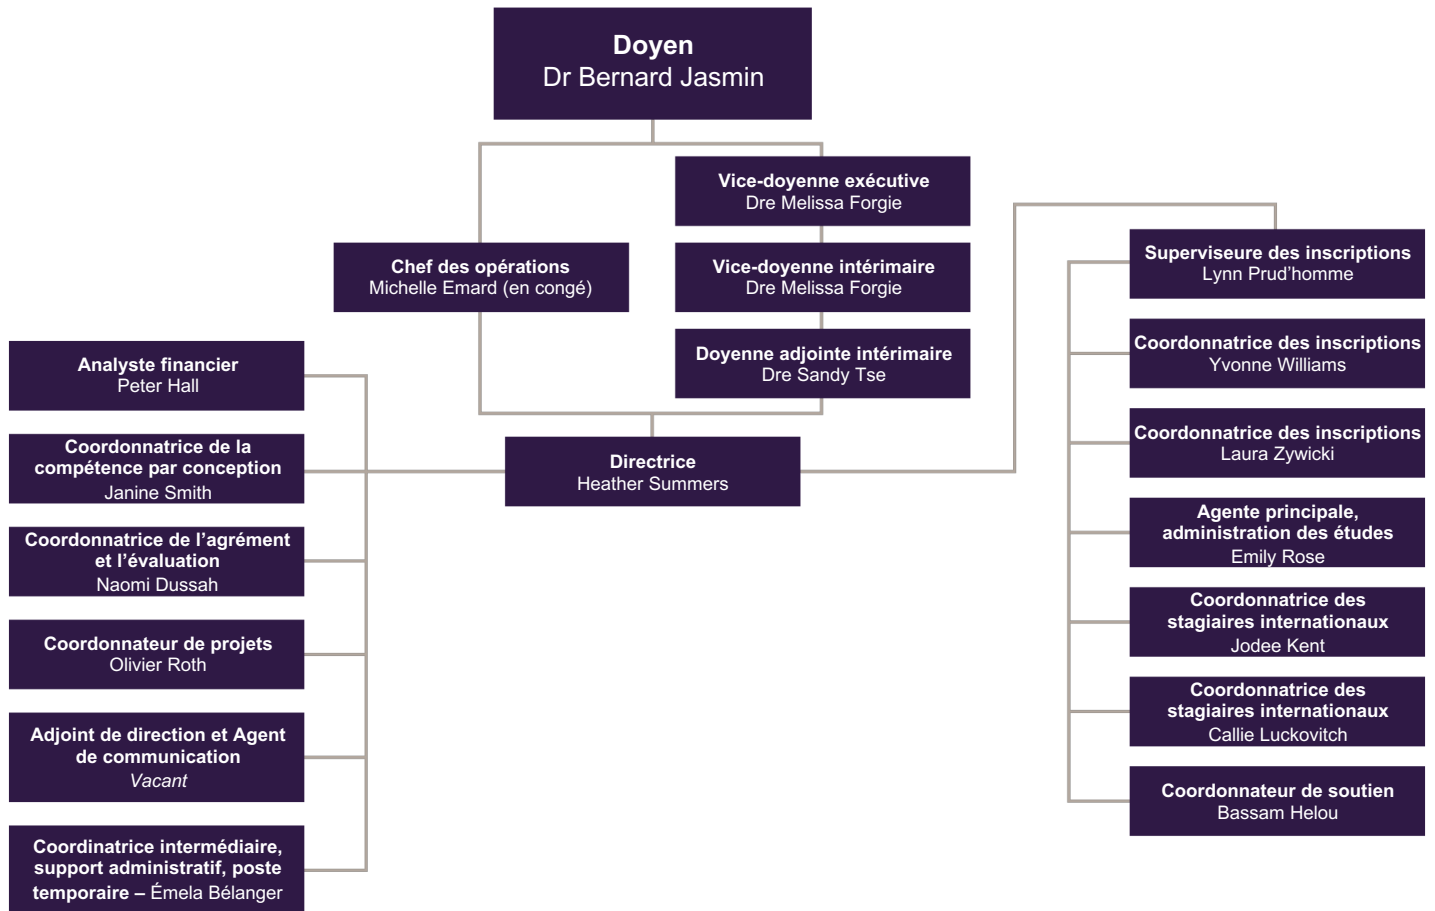 Doyen
Dr Bernard Jasmin
Vice-doyenne exécutive
Dre Melissa Forgie
Chef des opérations
Michelle Emard (en congé)
Vice-doyenne intérimaire
Dre Melissa Forgie
Doyenne adjointe intérimaire
Dre Sandy Tse
Directrice
Heather Summers
Analyste financier
Peter Hall
Coordonnatrice de la
compétence par conception
Janine Smith
Coordonnatrice de l’agrément
et l’évaluation
Naomi Dussah
Coordonnateur de projets
Olivier Roth
Adjoint de direction et Agent
de communication
Vacant
Coordinatrice intermédiaire,
support administratif, poste
temporaire – Émela Bélanger
Superviseure des inscriptions
Lynn Prud’homme
Coordonnatrice des inscriptions
Yvonne Williams
Coordonnatrice des inscriptions
Laura Zywicki
Agente principale,
administration des études
Emily Rose
Coordonnatrice des
stagiaires internationaux
Jodee Kent
Coordonnatrice des
stagiaires internationaux
Callie Luckovitch
Coordonnateur de soutien
Bassam Helou